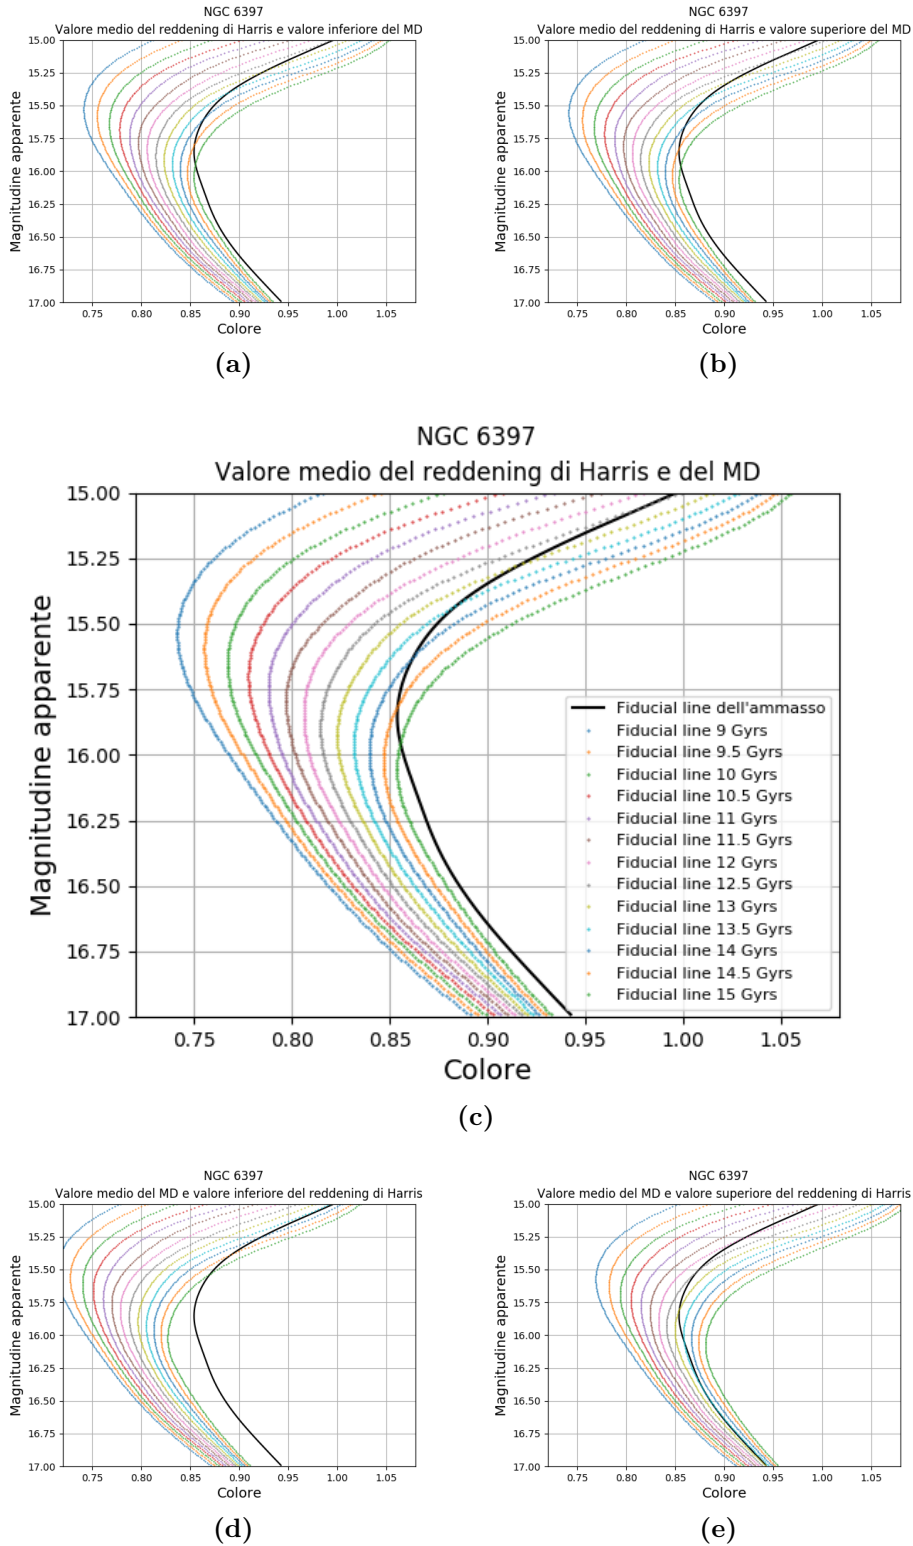 NGC 6397
Valore medio del reddening di Harris e valore inferiore del MD
15.00
15.25
15.50
15.75
16.00
16.25
16.50
16.75
17.00
Magnitudine apparente
0.75 0.80 0.85 0.90 0.95 1.00 1.05
Colore
(a)
NGC 6397
Valore medio del reddening di Harris e valore superiore del MD
15.00
15.25
15.50
15.75
16.00
16.25
16.50
16.75
17.00
Magnitudine apparente
0.75 0.80 0.85 0.90 0.95 1.00 1.05
Colore
(b)
NGC 6397
Valore medio del reddening di Harris e del MD
15.00
15.25
15.50
15.75
16.00
16.25
16.50
16.75
17.00
Magnitudine apparente
Fiducial line dell'ammasso
Fiducial line 9 Gyrs
Fiducial line 9.5 Gyrs
Fiducial line 10 Gyrs
Fiducial line 10.5 Gyrs
Fiducial line 11 Gyrs
Fiducial line 11.5 Gyrs
Fiducial line 12 Gyrs
Fiducial line 12.5 Gyrs
Fiducial line 13 Gyrs
Fiducial line 13.5 Gyrs
Fiducial line 14 Gyrs
Fiducial line 14.5 Gyrs
Fiducial line 15 Gyrs
0.75 0.80 0.85 0.90 0.95 1.00 1.05
Colore
(c)
NGC 6397
Valore medio del MD e valore inferiore del reddening di Harris
15.00
15.25
15.50
15.75
16.00
16.25
16.50
16.75
17.00
Magnitudine apparente
0.75 0.80 0.85 0.90 0.95 1.00 1.05
Colore
(d)
NGC 6397
Valore medio del MD e valore superiore del reddening di Harris
15.00
15.25
15.50
15.75
16.00
16.25
16.50
16.75
17.00
Magnitudine apparente
0.75 0.80 0.85 0.90 0.95 1.00 1.05
Colore
(e)